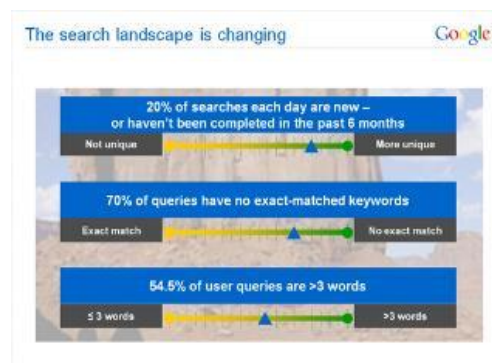 The search landscape is changing
Google
20% of searches each day are new –
or haven't been completed in the past 6 months
Not unique
More unique
70% of queries have no exact-matched keywords
Exact match
No exact match
54.5% of user queries are >3 words
≤ 3 words
>3 words